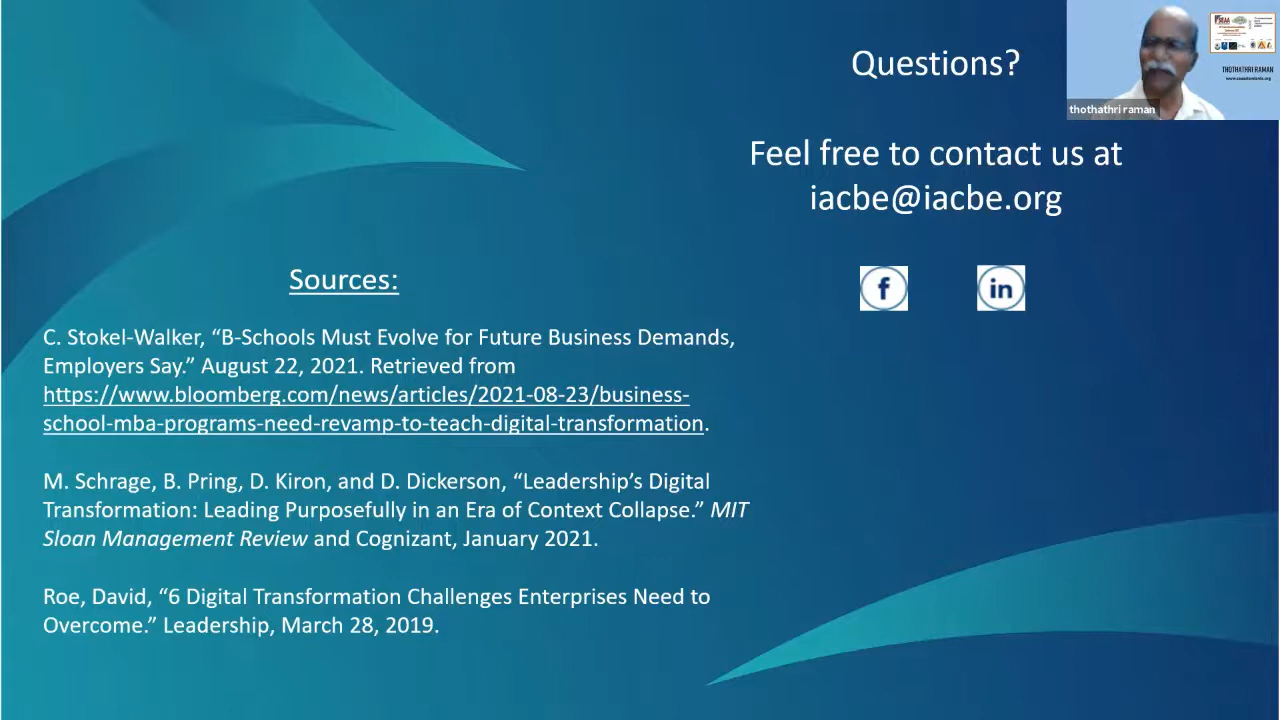 Questions?
THOTHATHRI RAMAN
thothathri raman
Feel free to contact us at
iacbe@iacbe.org
f
in
Sources:
C. Stokel-Walker, “B-Schools Must Evolve for Future Business Demands,
Employers Say.” August 22, 2021. Retrieved from
https://www.bloomberg.com/news/articles/2021-08-23/business-
school-mba-programs-need-revamp-to-teach-digital-transformation.
M. Schrage, B. Pring, D. Kiron, and D. Dickerson, “Leadership’s Digital
Transformation: Leading Purposefully in an Era of Context Collapse.” MIT
Sloan Management Review and Cognizant, January 2021.
Roe, David, “6 Digital Transformation Challenges Enterprises Need to
Overcome.” Leadership, March 28, 2019.